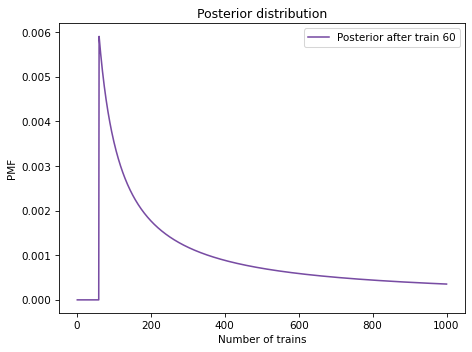 Posterior distribution
Posterior after train 60
PMF
0.006
0.005
0.004
0.003
0.002
0.001
0.000
0 200 400 600 800 1000
Number of trains